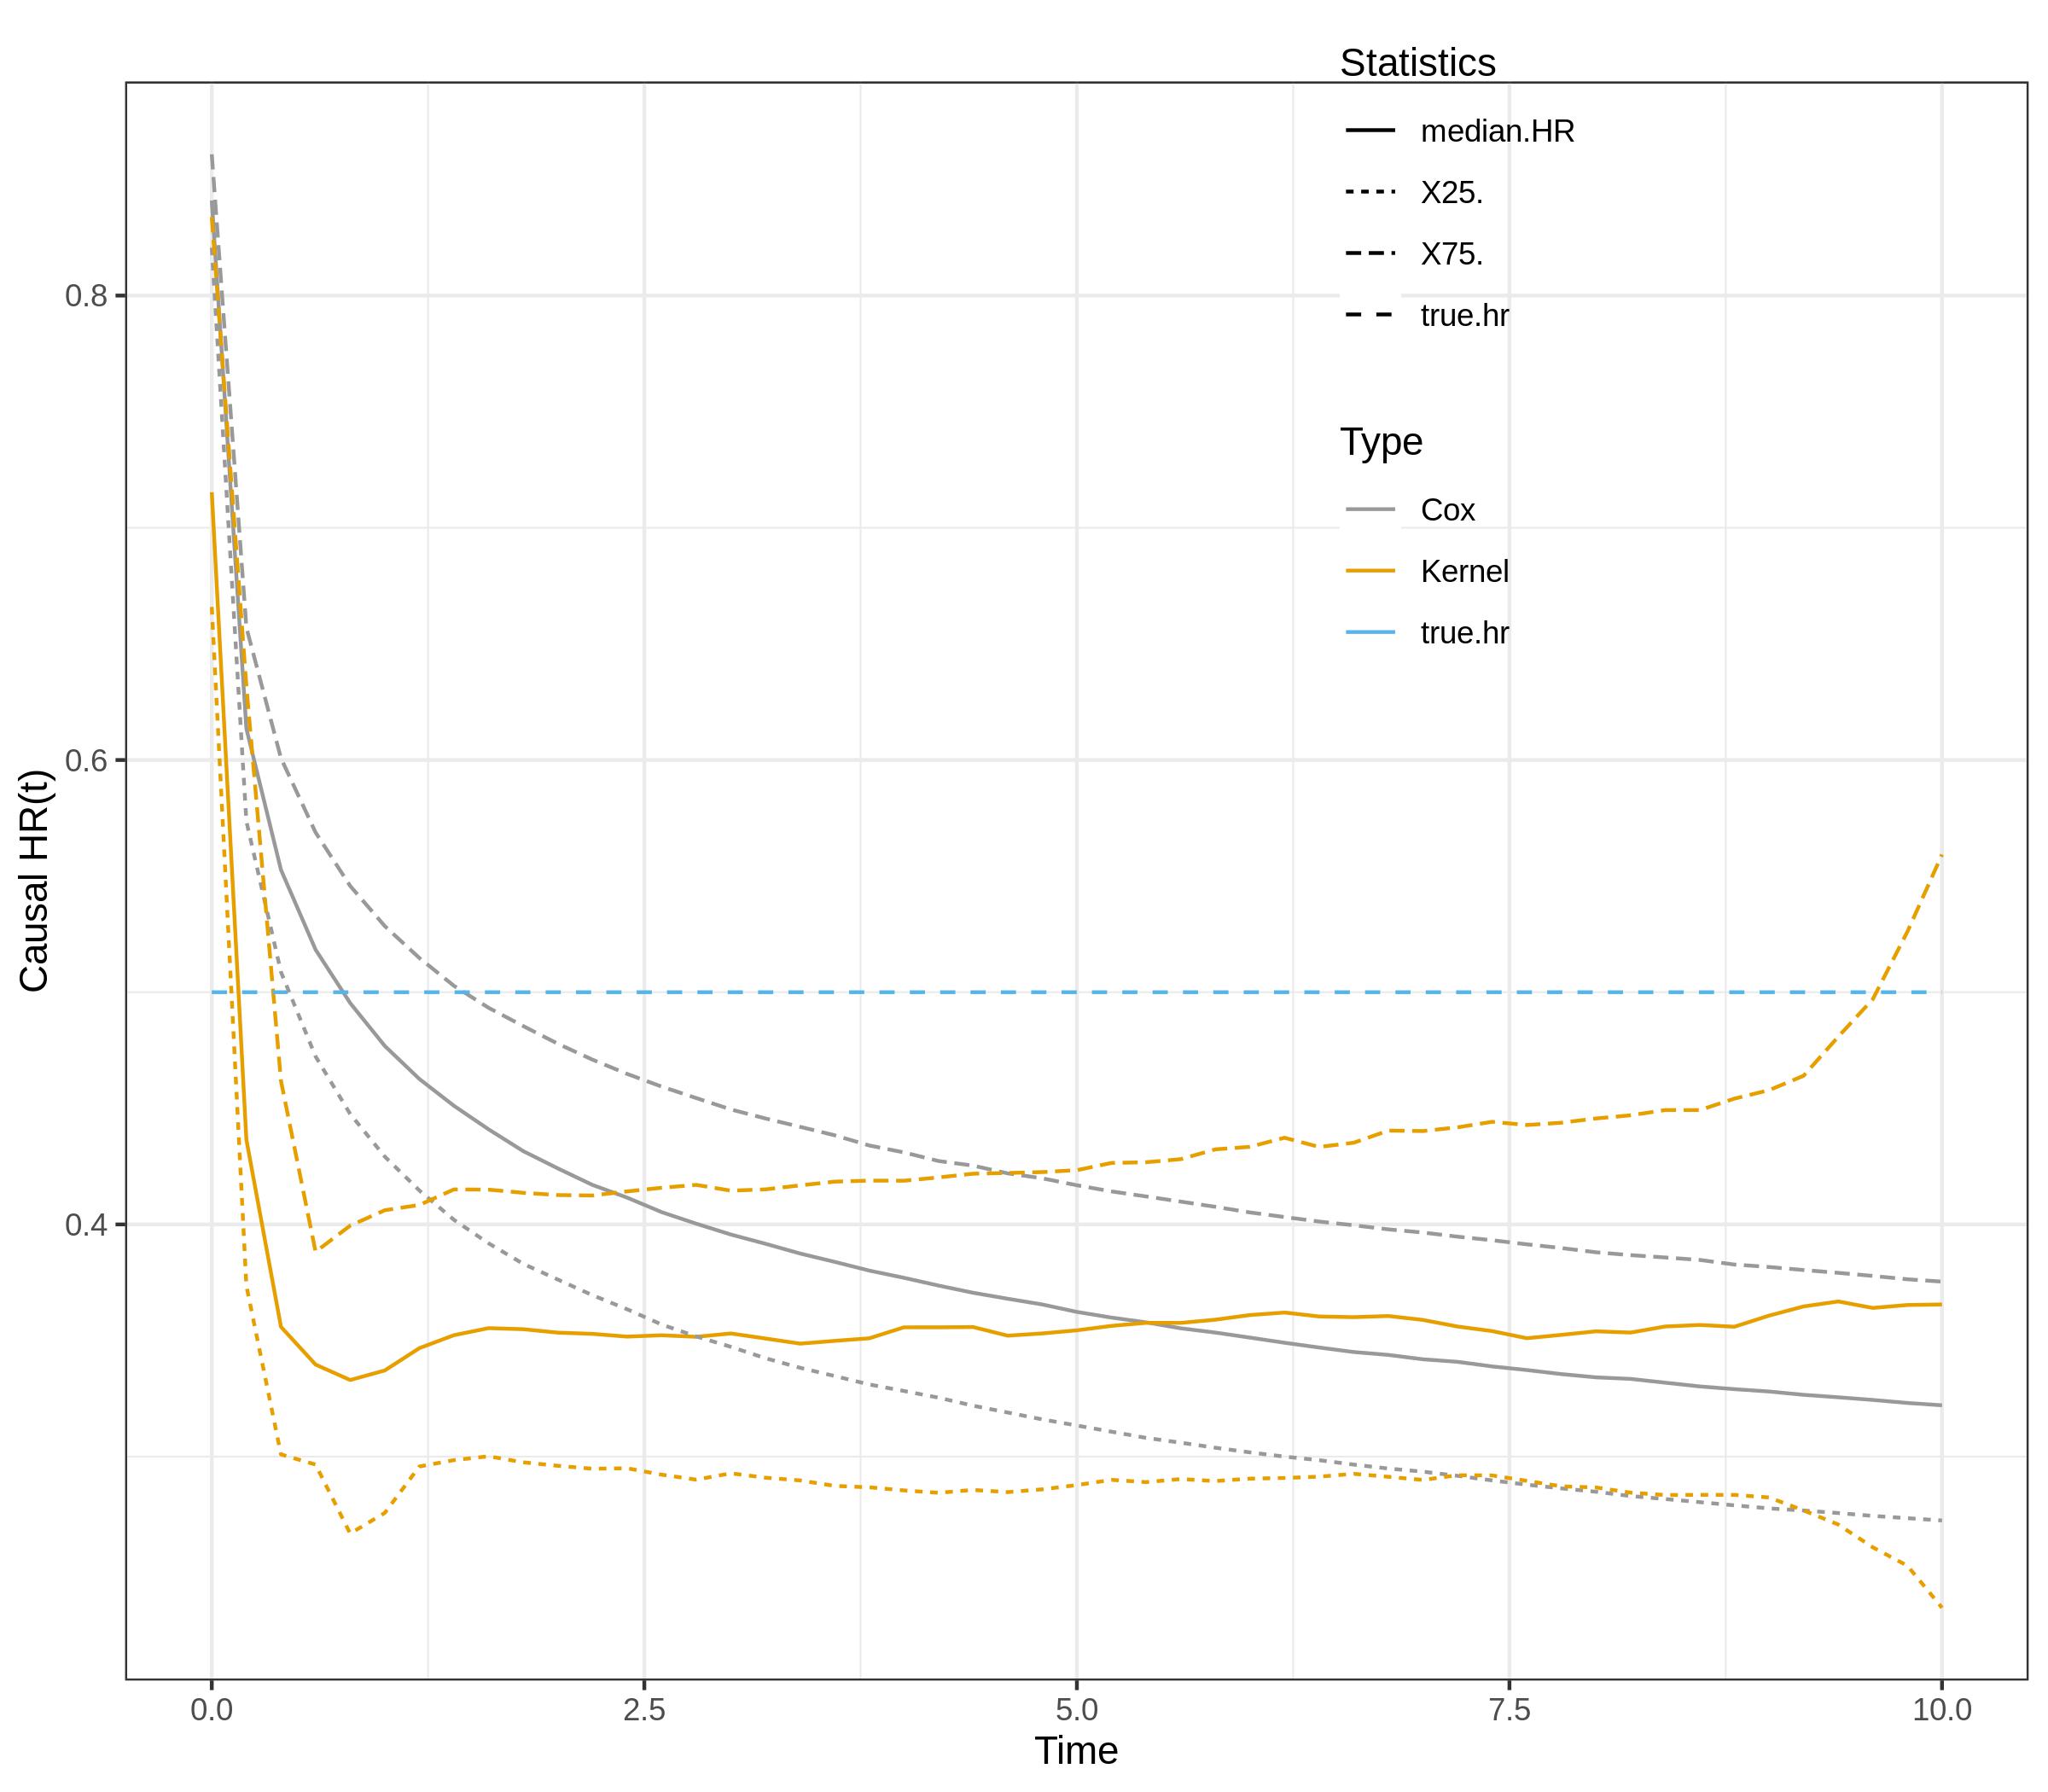 Statistics
median.HR
X25.
X75.
true.hr
Type
Cox
Kernel
true.hr
Causal HR(t)
0.8
0.6
0.4
0.0 2.5 5.0 7.5 10.0
Time